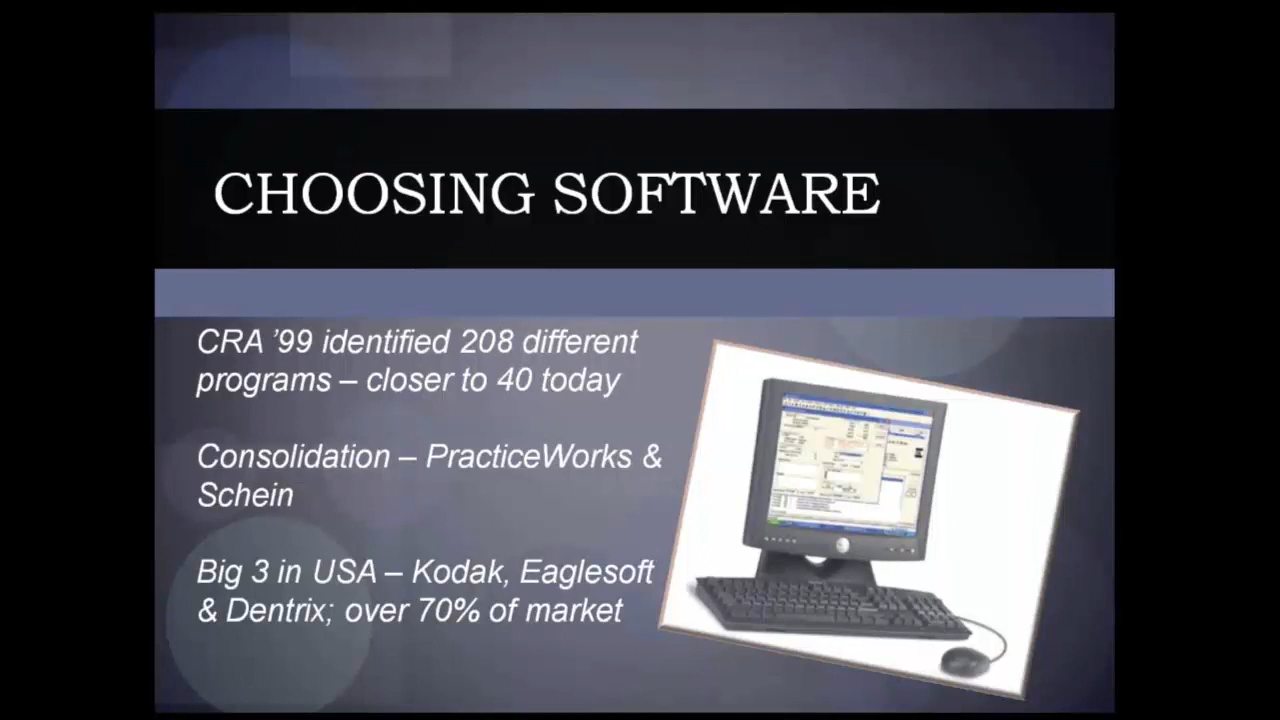 CHOOSING SOFTWARE
CRA ’99 identified 208 different
programs – closer to 40 today
Consolidation – PracticeWorks &
Schein
Big 3 in USA – Kodak, Eaglesoft
& Dentrix; over 70% of market